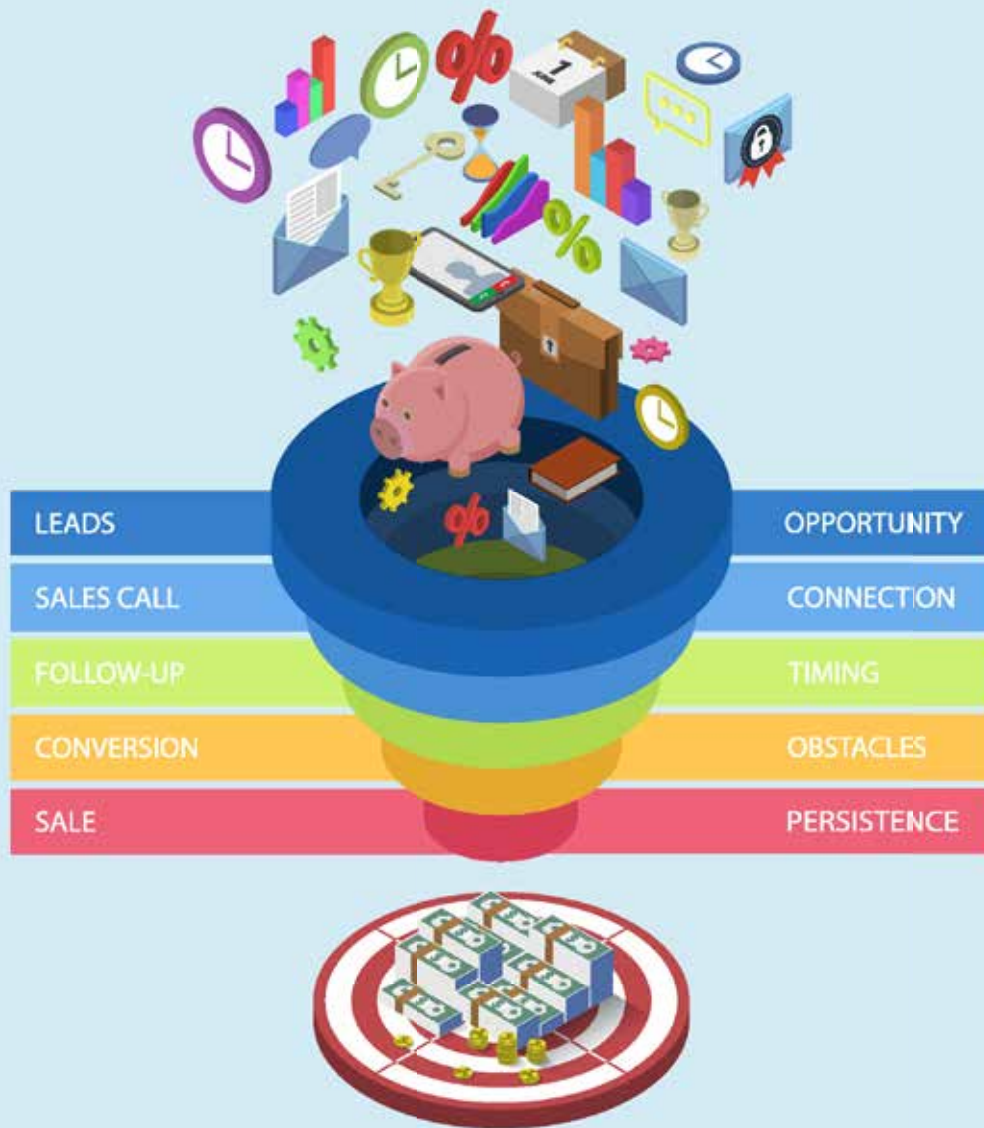 LEADS OPPORTUNITY
SALES CALL CONNECTION
FOLLOW-UP TIMING
CONVERSION OBSTACLES
SALE PERSISTENCE